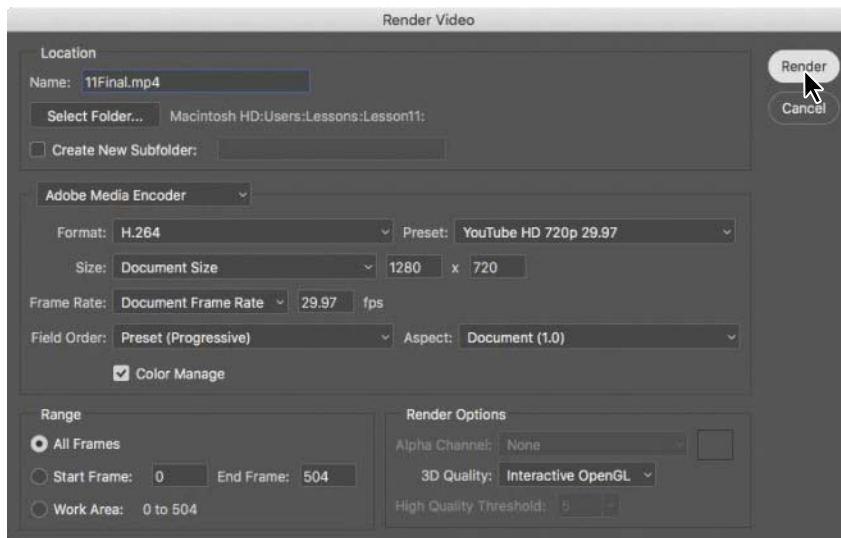 Render Video
Location
Name: 11Final.mp4
Render
Select Folder... Macintosh HD:Users:Lessons:Lesson11:
Cancel
Create New Subfolder:
Adobe Media Encoder
Format: H.264 Preset: YouTube HD 720p 29.97
Size: Document Size 1280 x 720
Frame Rate: Document Frame Rate 29.97 fps
Field Order: Preset (Progressive) Aspect: Document (1.0)
Color Manage
Range
All Frames
Start Frame: 0 End Frame: 504
Work Area: 0 to 504
Render Options
Alpha Channel: None
3D Quality: Interactive OpenGL
High Quality Threshold: 5